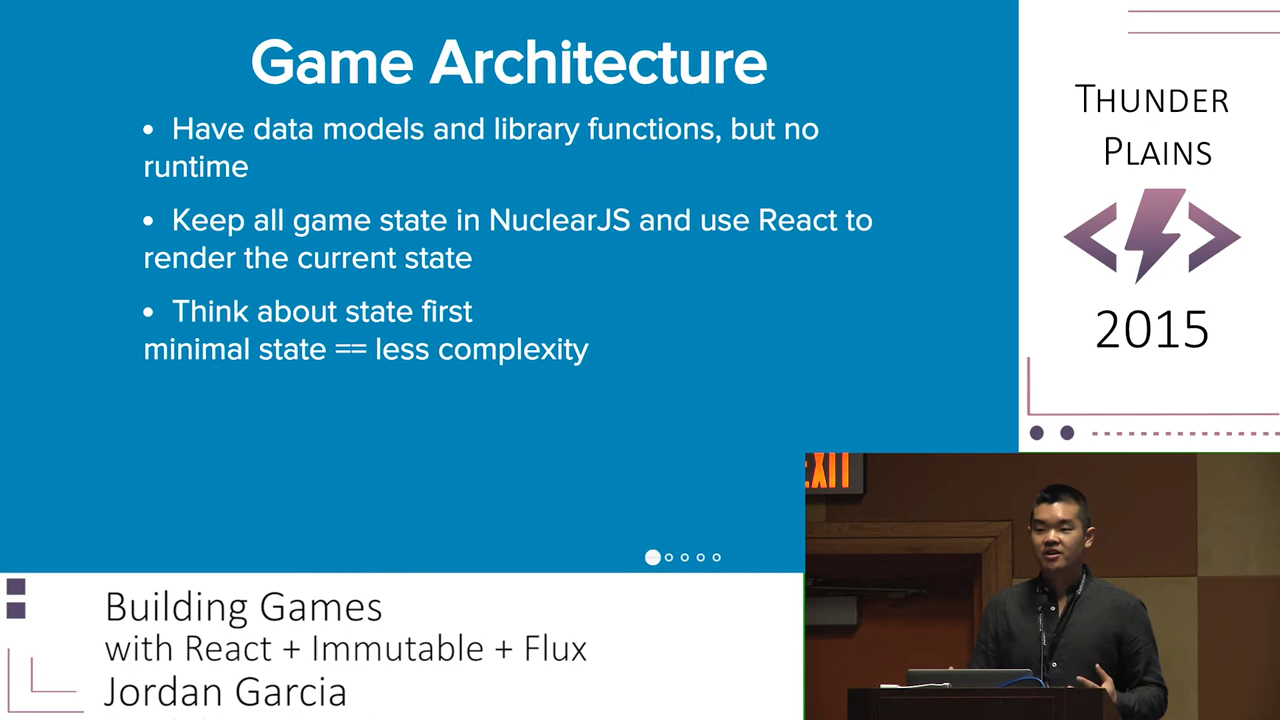 Game Architecture
• Have data models and library functions, but no
runtime
• Keep all game state in NuclearJS and use React to
render the current state
• Think about state first
minimal state == less complexity
THUNDER
PLAINS
2015
EXIT
Building Games
with React + Immutable + Flux
Jordan Garcia